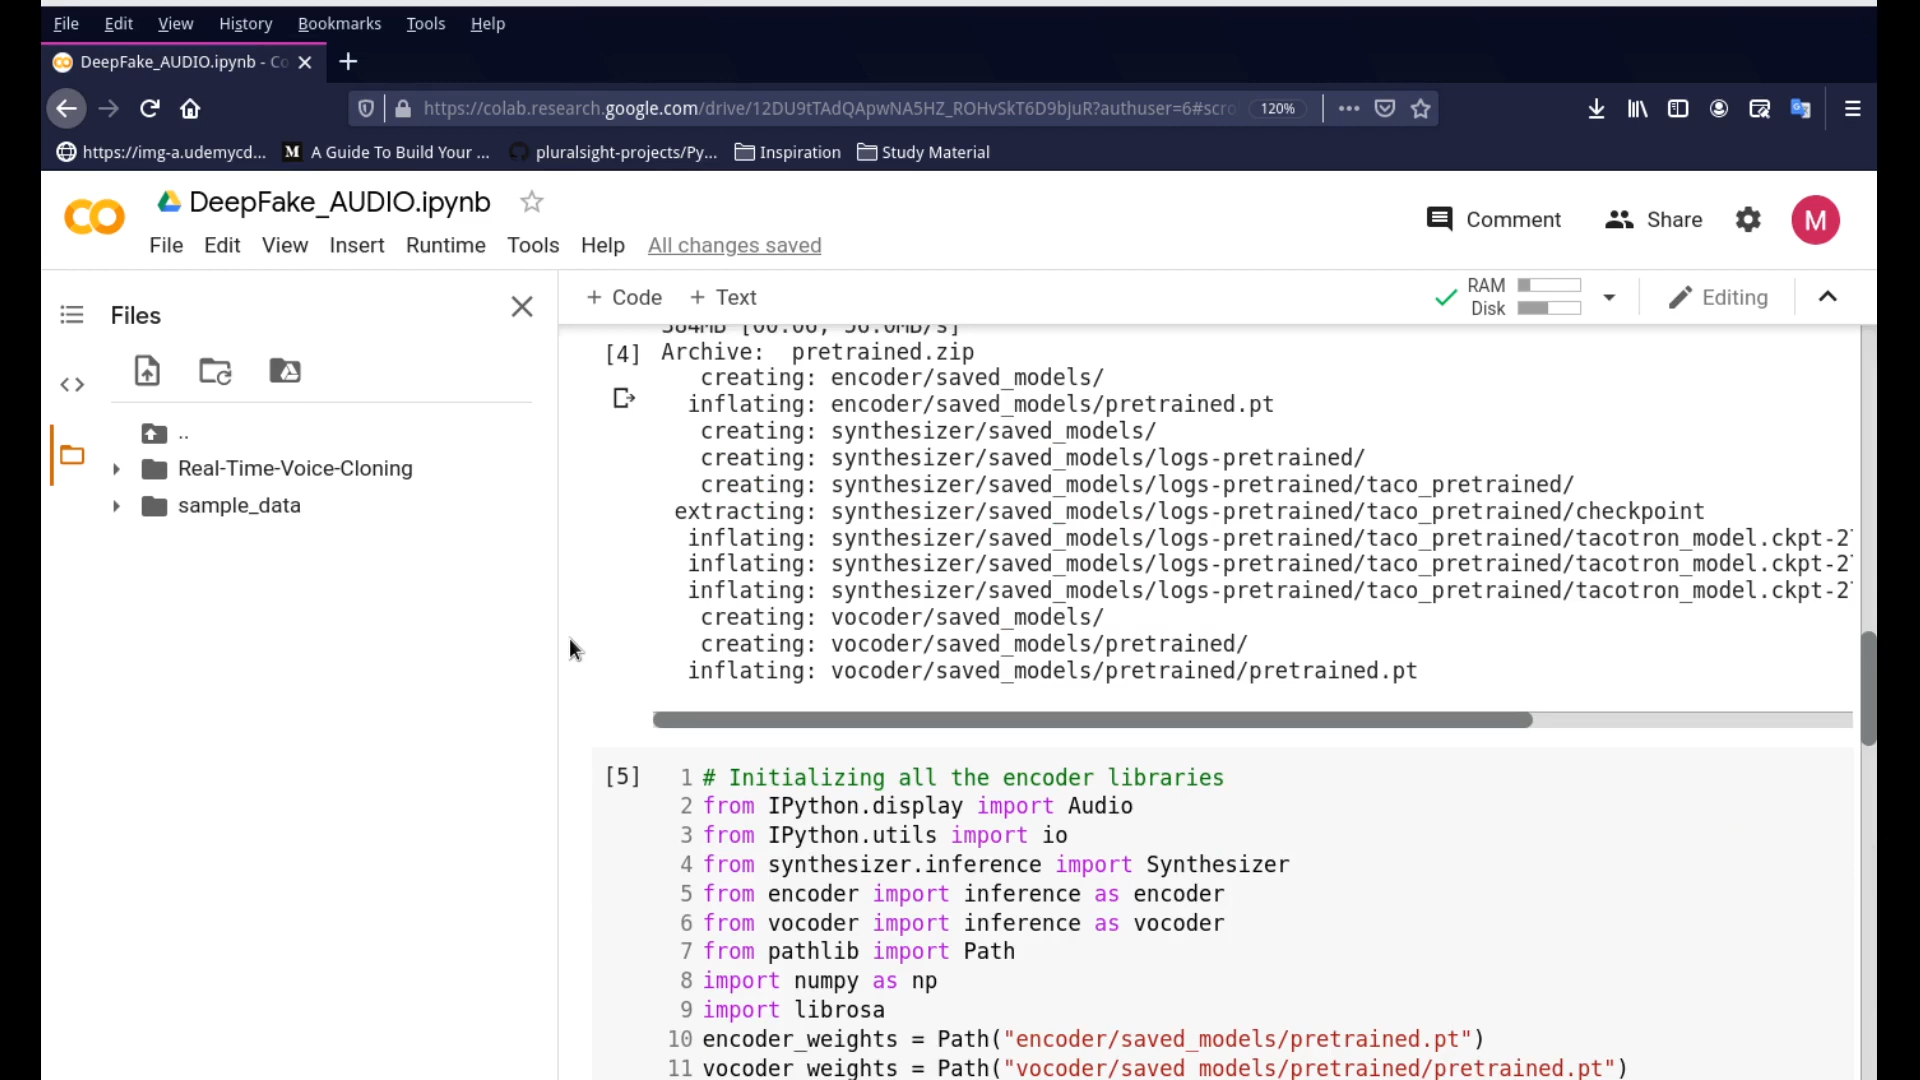 File Edit View History Bookmarks Tools Help
DeepFake_AUDIO.ipynb - Co
https://colab.research.google.com/drive/12DU9tTAdQApwNA5HZ_ROHvSkT6D9bJuR?authuser=6#scro 120%
https://img-a.udemycd... M A Guide To Build Your ... pluralsight-projects/Py... Inspiration Study Material
DeepFake_AUDIO.ipynb
Comment Share M
File Edit View Insert Runtime Tools Help All changes saved
Files
+ Code + Text
RAM
Disk
Editing
..
Real-Time-Voice-Cloning
sample_data
384MB [00:06, 56.0MB/s]
[4] Archive:  pretrained.zip
creating: encoder/saved_models/
inflating: encoder/saved_models/pretrained.pt
creating: synthesizer/saved_models/
creating: synthesizer/saved_models/logs-pretrained/
creating: synthesizer/saved_models/logs-pretrained/taco_pretrained/
extracting: synthesizer/saved_models/logs-pretrained/taco_pretrained/checkpoint
inflating: synthesizer/saved_models/logs-pretrained/taco_pretrained/tacotron_model.ckpt-27
inflating: synthesizer/saved_models/logs-pretrained/taco_pretrained/tacotron_model.ckpt-27
inflating: synthesizer/saved_models/logs-pretrained/taco_pretrained/tacotron_model.ckpt-27
creating: vocoder/saved_models/
creating: vocoder/saved_models/pretrained/
inflating: vocoder/saved_models/pretrained/pretrained.pt
[5] 1 # Initializing all the encoder libraries
2 from IPython.display import Audio
3 from IPython.utils import io
4 from synthesizer.inference import Synthesizer
5 from encoder import inference as encoder
6 from vocoder import inference as vocoder
7 from pathlib import Path
8 import numpy as np
9 import librosa
10 encoder_weights = Path("encoder/saved_models/pretrained.pt")
11 vocoder_weights = Path("vocoder/saved_models/pretrained/pretrained.pt")